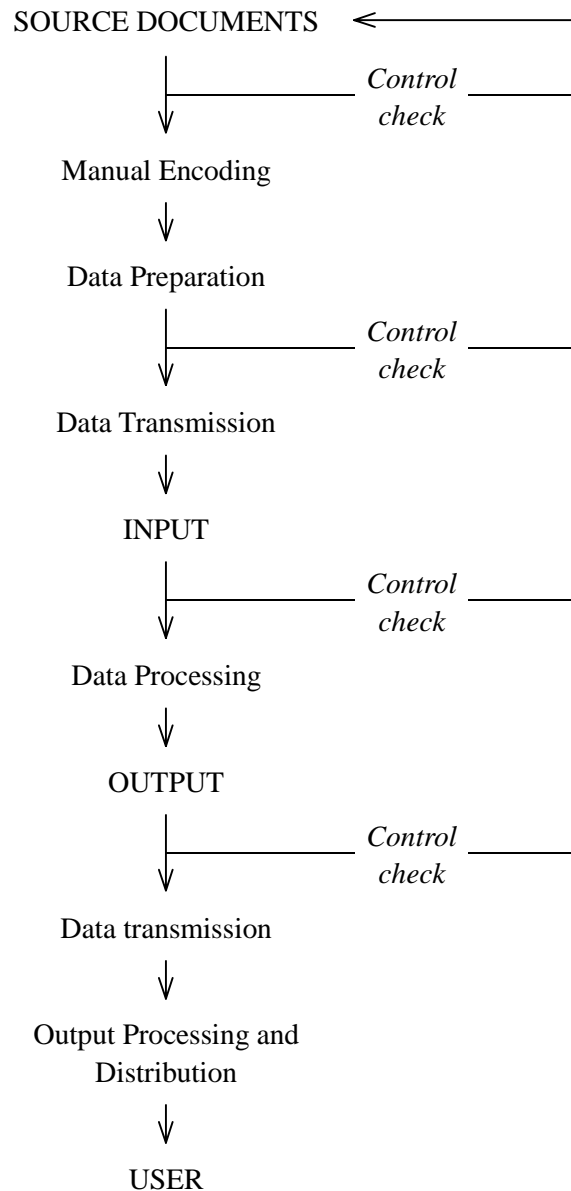 SOURCE DOCUMENTS
Control
check
Manual Encoding
Data Preparation
Control
check
Data Transmission
INPUT
Control
check
Data Processing
OUTPUT
Control
check
Data transmission
Output Processing and
Distribution
USER